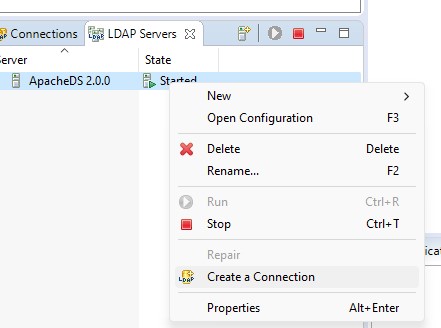 Connections
LDAP Servers
Server
State
ApacheDS 2.0.0
Started
New
Open Configuration F3
Delete Delete
Rename... F2
Run Ctrl+R
Stop Ctrl+T
Repair
Create a Connection
Properties Alt+Enter